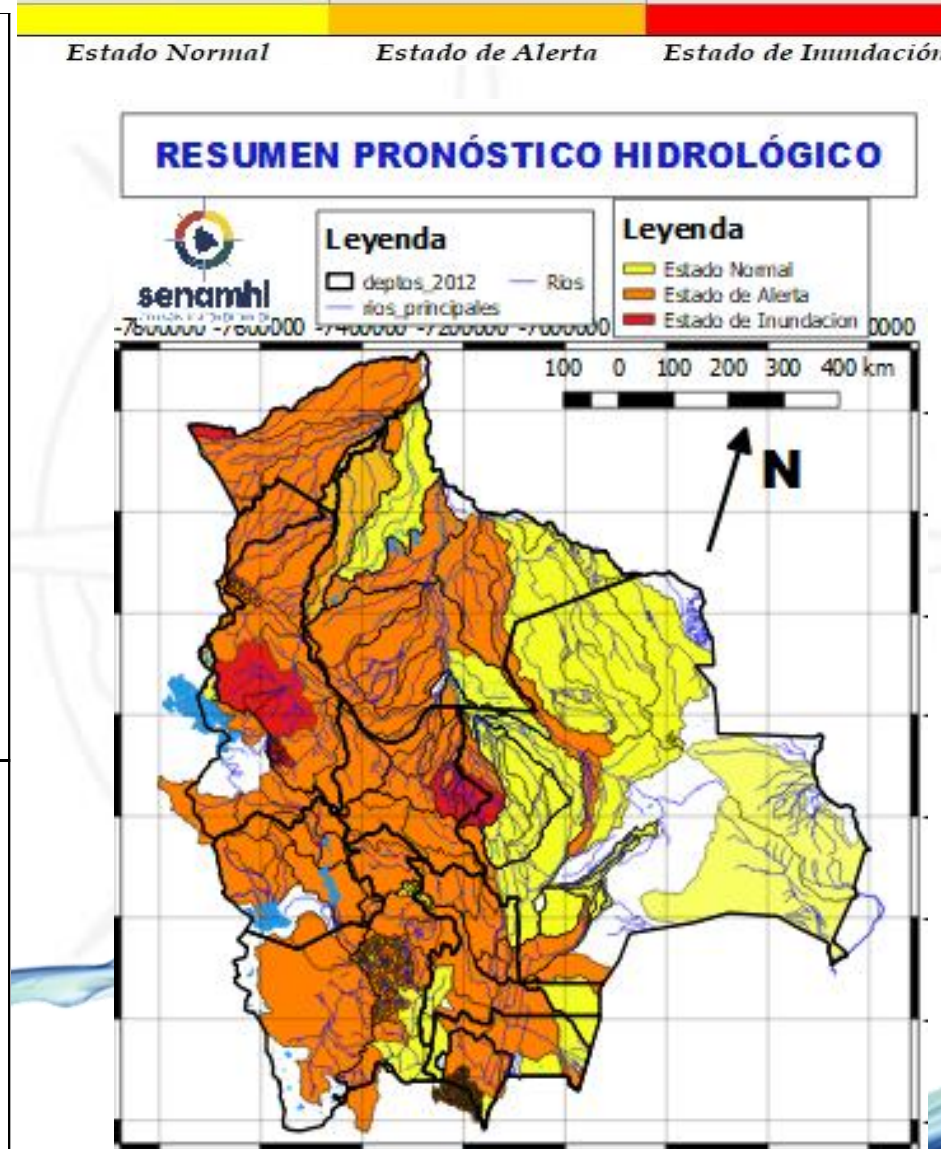 Estado Normal Estado de Alerta Estado de Inundación
RESUMEN PRONÓSTICO HIDROLÓGICO
senamhi
Leyenda
deptos_2012 Rios
rios_principales
Leyenda
Estado Normal
Estado de Alerta
Estado de Inundacion
-7800000 -7600000 -7400000 -7200000 -7000000
100 0 100 200 300 400 km
N